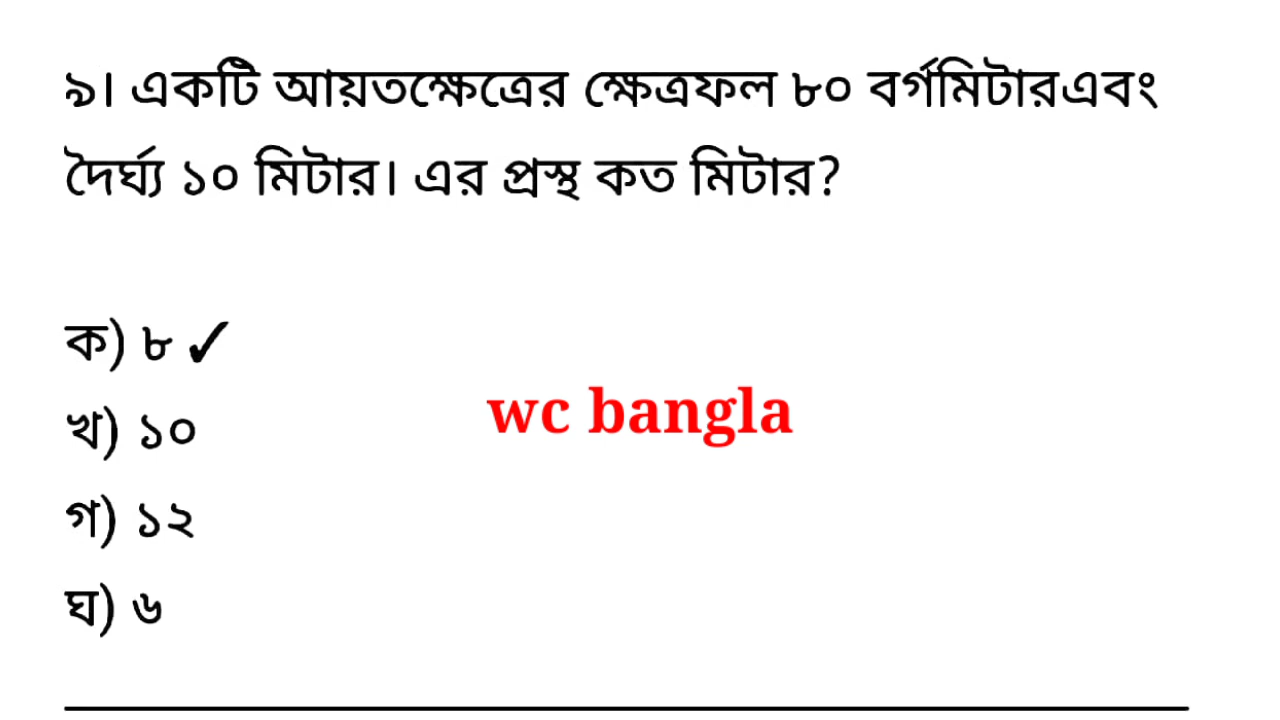 ৯। একটি আয়তক্ষেত্রের ক্ষেত্রফল ৮০ বর্গমিটারএবং
দৈর্ঘ্য ১০ মিটার। এর প্রস্থ কত মিটার?
ক) ৮ ✓
খ) ১০
wc bangla
গ) ১২
ঘ) ৬